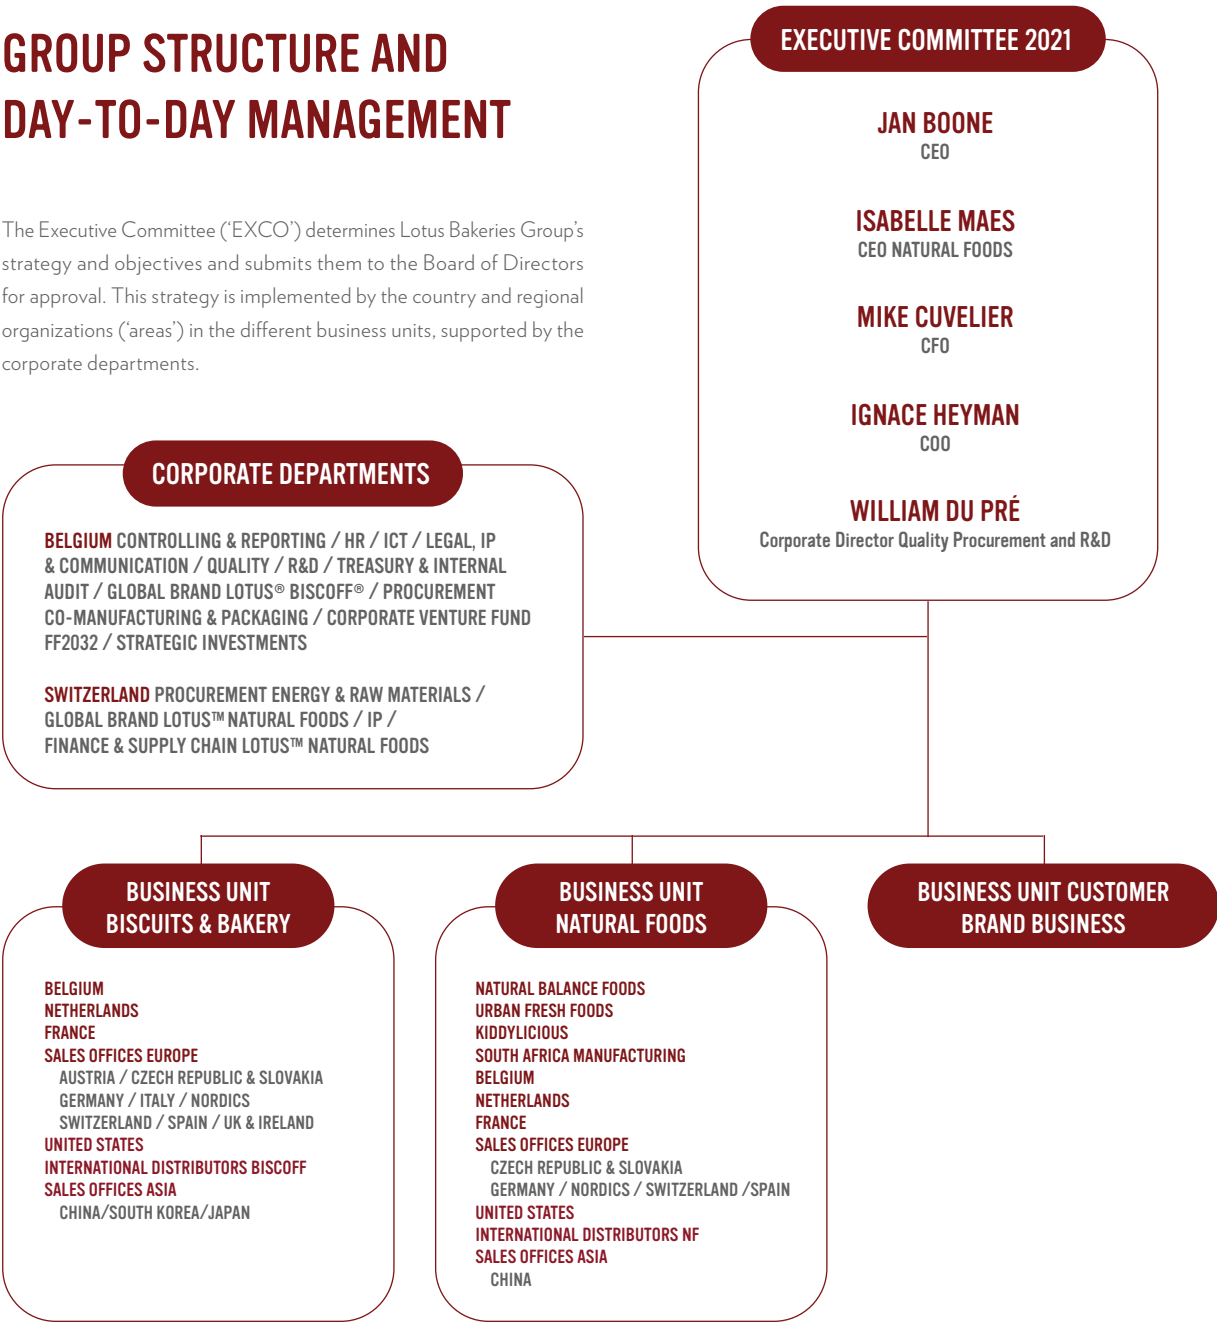 GROUP STRUCTURE AND
DAY-TO-DAY MANAGEMENT
The Executive Committee (‘EXCO’) determines Lotus Bakeries Group’s
strategy and objectives and submits them to the Board of Directors
for approval. This strategy is implemented by the country and regional
organizations (‘areas’) in the different business units, supported by the
corporate departments.
EXECUTIVE COMMITTEE 2021
JAN BOONE
CEO
ISABELLE MAES
CEO NATURAL FOODS
MIKE CUVELIER
CFO
IGNACE HEYMAN
COO
WILLIAM DU PRÉ
Corporate Director Quality Procurement and R&D
CORPORATE DEPARTMENTS
BELGIUM CONTROLLING & REPORTING / HR / ICT / LEGAL, IP
& COMMUNICATION / QUALITY / R&D / TREASURY & INTERNAL
AUDIT / GLOBAL BRAND LOTUS® BISCOFF® / PROCUREMENT
CO-MANUFACTURING & PACKAGING / CORPORATE VENTURE FUND
FF2032 / STRATEGIC INVESTMENTS
SWITZERLAND PROCUREMENT ENERGY & RAW MATERIALS /
GLOBAL BRAND LOTUS™ NATURAL FOODS / IP /
FINANCE & SUPPLY CHAIN LOTUS™ NATURAL FOODS
BUSINESS UNIT
BISCUITS & BAKERY
BELGIUM
NETHERLANDS
FRANCE
SALES OFFICES EUROPE
AUSTRIA / CZECH REPUBLIC & SLOVAKIA
GERMANY / ITALY / NORDICS
SWITZERLAND / SPAIN / UK & IRELAND
UNITED STATES
INTERNATIONAL DISTRIBUTORS BISCOFF
SALES OFFICES ASIA
CHINA/SOUTH KOREA/JAPAN
BUSINESS UNIT
NATURAL FOODS
NATURAL BALANCE FOODS
URBAN FRESH FOODS
KIDDYLICIOUS
SOUTH AFRICA MANUFACTURING
BELGIUM
NETHERLANDS
FRANCE
SALES OFFICES EUROPE
CZECH REPUBLIC & SLOVAKIA
GERMANY / NORDICS / SWITZERLAND /SPAIN
UNITED STATES
INTERNATIONAL DISTRIBUTORS NF
SALES OFFICES ASIA
CHINA
BUSINESS UNIT CUSTOMER
BRAND BUSINESS